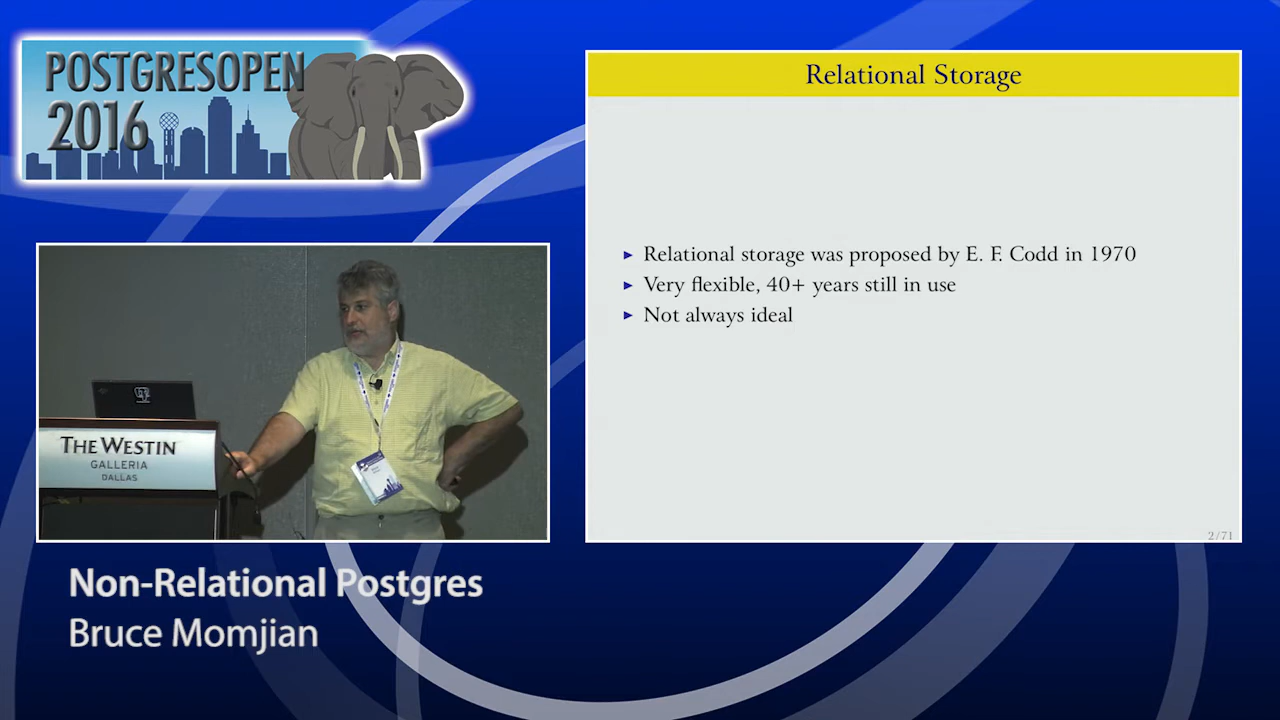 POSTGRESOPEN
2016
Relational Storage
▶ Relational storage was proposed by E. F. Codd in 1970
▶ Very flexible, 40+ years still in use
▶ Not always ideal
2/71
THE WESTIN
GALLERIA
DALLAS
Non-Relational Postgres
Bruce Momjian